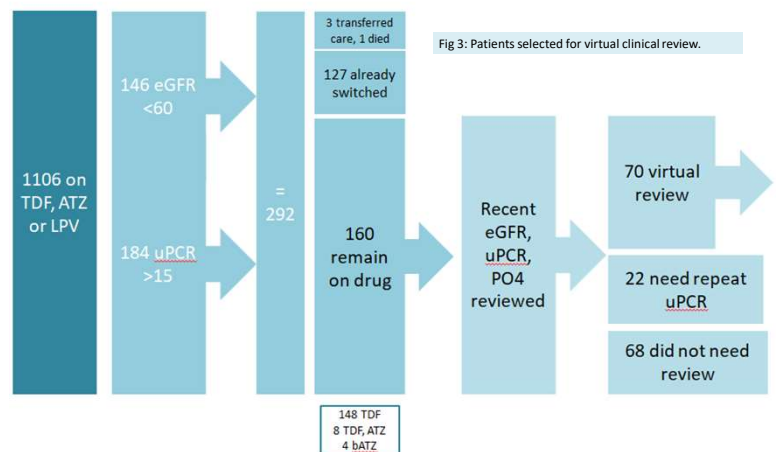 1106 on
TDF, ATZ
or LPV
146 eGFR
<60
184 uPCR
>15
=
292
3 transferred
care, 1 died
127 already
switched
160
remain
on drug
148 TDF
8 TDF, ATZ
4 bATZ
Fig 3: Patients selected for virtual clinical review.
Recent
eGFR,
uPCR,
PO4
reviewed
70 virtual
review
22 need repeat
uPCR
68 did not need
review